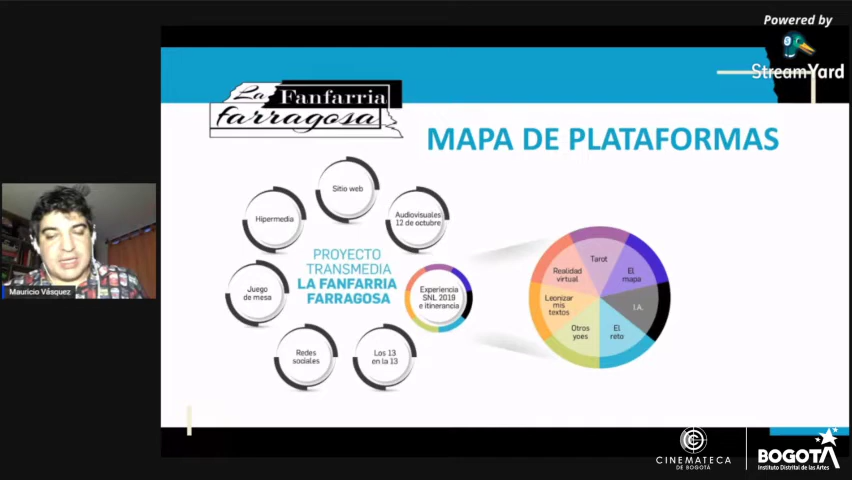 Powered by
StreamYard
La Fanfarria
farragosa
MAPA DE PLATAFORMAS
Sitio web
Hipermedia
Audiovisuales
12 de octubre
PROYECTO
TRANSMEDIA
LA FANFARRIA
FARRAGOSA
Juego
de mesa
Experiencia
SNL 2019
e itinerancia
Redes
sociales
Los 13
en la 13
Tarot
Realidad
virtual
El
mapa
Leonizar
mis
textos
I.A.
Otros
yoes
El
reto
Mauricio Vásquez
CINEMATECA
DE BOGOTÁ
BOGOTÁ
Instituto Distrital de las Artes